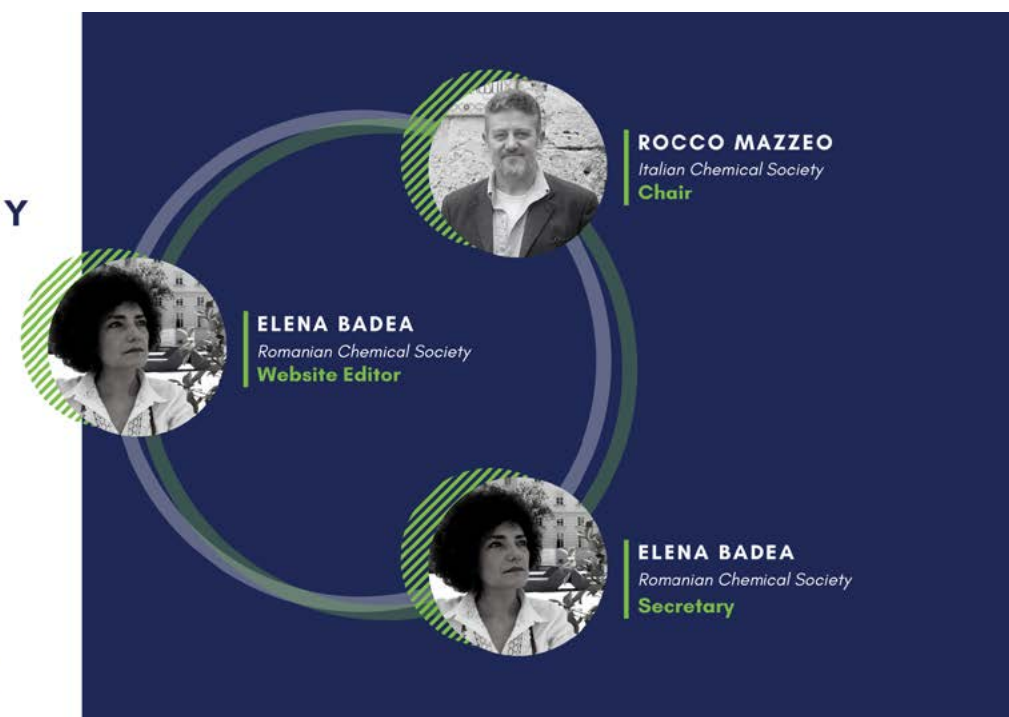 ROCCO MAZZEO
Italian Chemical Society
Chair
Y
ELENA BADEA
Romanian Chemical Society
Website Editor
ELENA BADEA
Romanian Chemical Society
Secretary